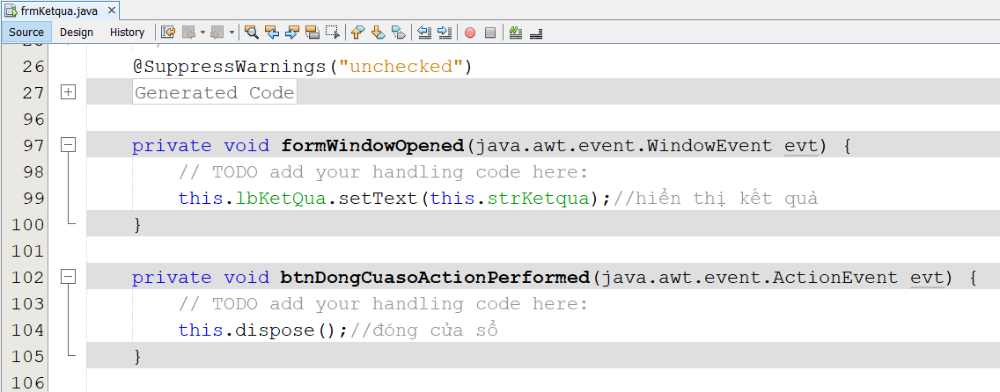 frmKetqua.java
Source Design History
26 @SuppressWarnings("unchecked")
27 Generated Code
96
97 private void formWindowOpened(java.awt.event.WindowEvent evt) {
98 // TODO add your handling code here:
99 this.lbKetQua.setText(this.strKetqua);//hiển thị kết quả
100 }
101
102 private void btnDongCuasoActionPerformed(java.awt.event.ActionEvent evt) {
103 // TODO add your handling code here:
104 this.dispose();//đóng cửa sổ
105 }
106